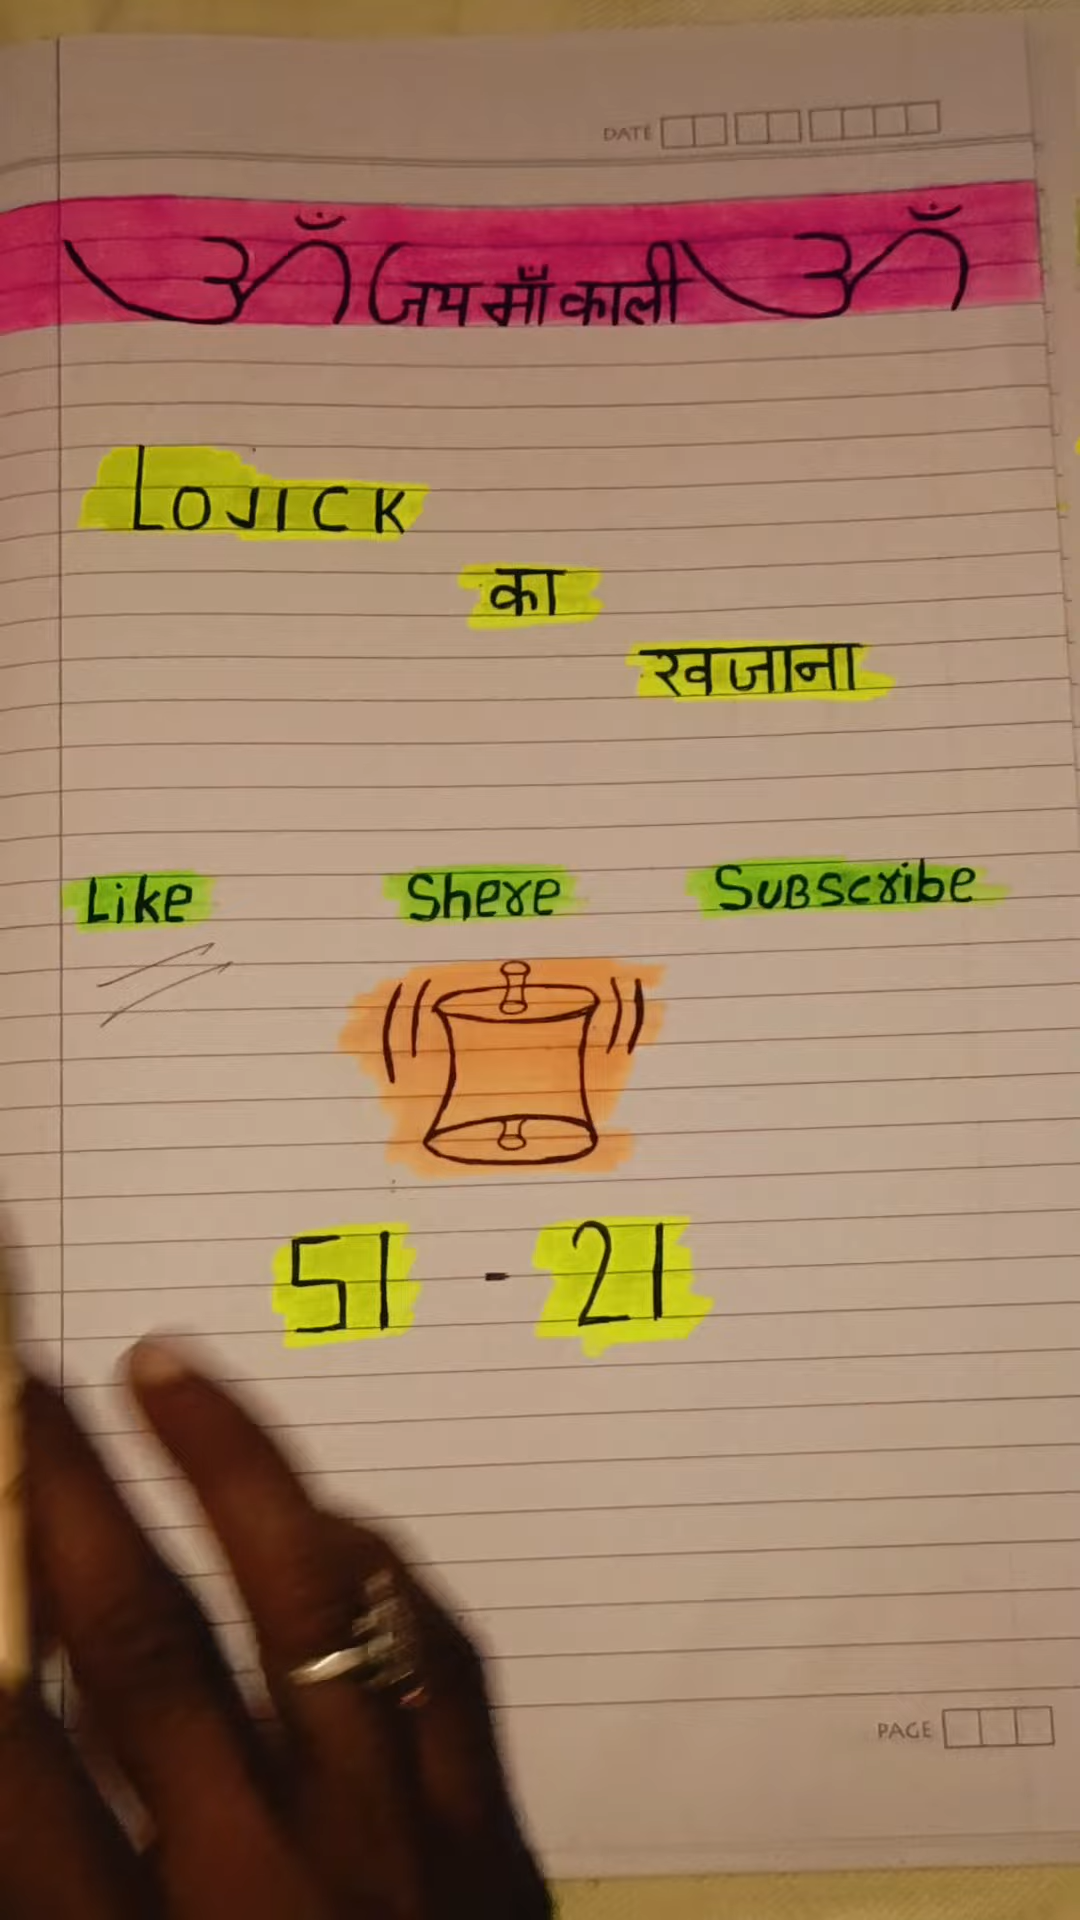 DATE
ॐ जय माँ काली ॐ
LOJICK
का
खजाना
Like Shere SUBScribe
51 - 21
PAGE